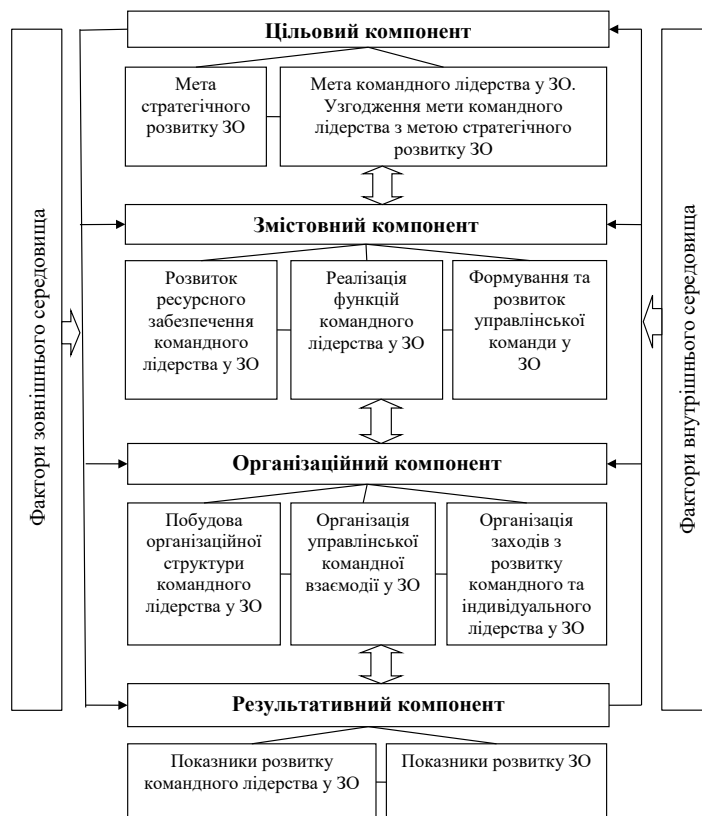 Цільовий компонент
Мета
стратегічного
розвитку ЗО
Мета командного лідерства у ЗО.
Узгодження мети командного
лідерства з метою стратегічного
розвитку ЗО
Фактори зовнішнього середовища
Фактори внутрішнього середовища
Змістовний компонент
Розвиток
ресурсного
забезпечення
командного
лідерства у ЗО
Реалізація
функцій
командного
лідерства у ЗО
Формування та
розвиток
управлінської
команди у
ЗО
Організаційний компонент
Побудова
організаційної
структури
командного
лідерства у ЗО
Організація
управлінської
командної
взаємодії у ЗО
Організація
заходів з
розвитку
командного та
індивідуального
лідерства у ЗО
Результативний компонент
Показники розвитку
командного лідерства у ЗО
Показники розвитку ЗО